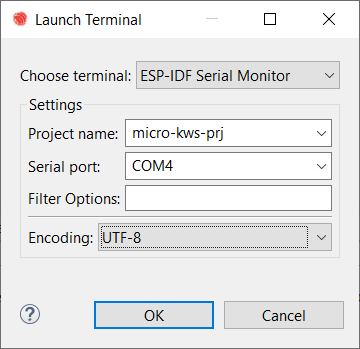 Launch Terminal
Choose terminal: ESP-IDF Serial Monitor
Settings
Project name: micro-kws-prj
Serial port: COM4
Filter Options:
Encoding: UTF-8
? OK Cancel